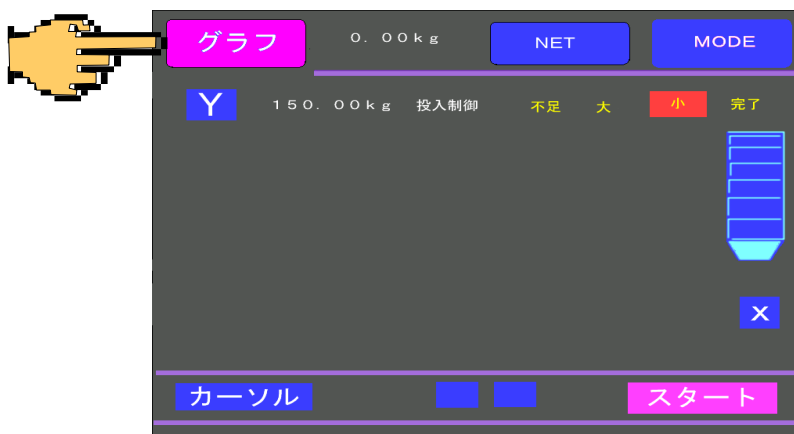 グラフ 0.00kg NET MODE
Y 150.00kg 投入制御 不足 大 小 完了
X
カーソル スタート